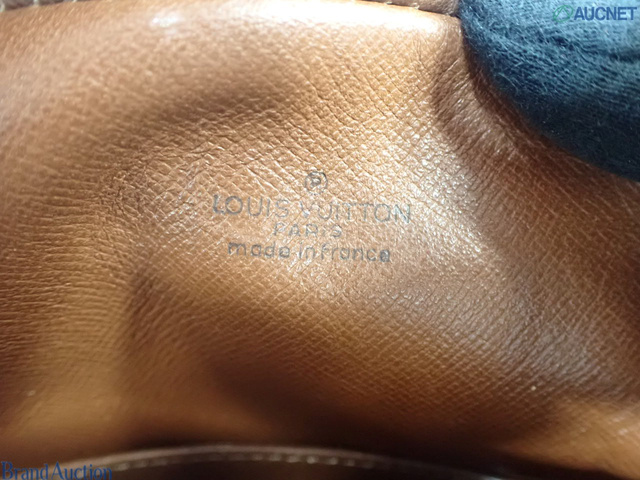 AUCNET
®
LOUIS VUITTON
PARIS
made in France
Brand Auction